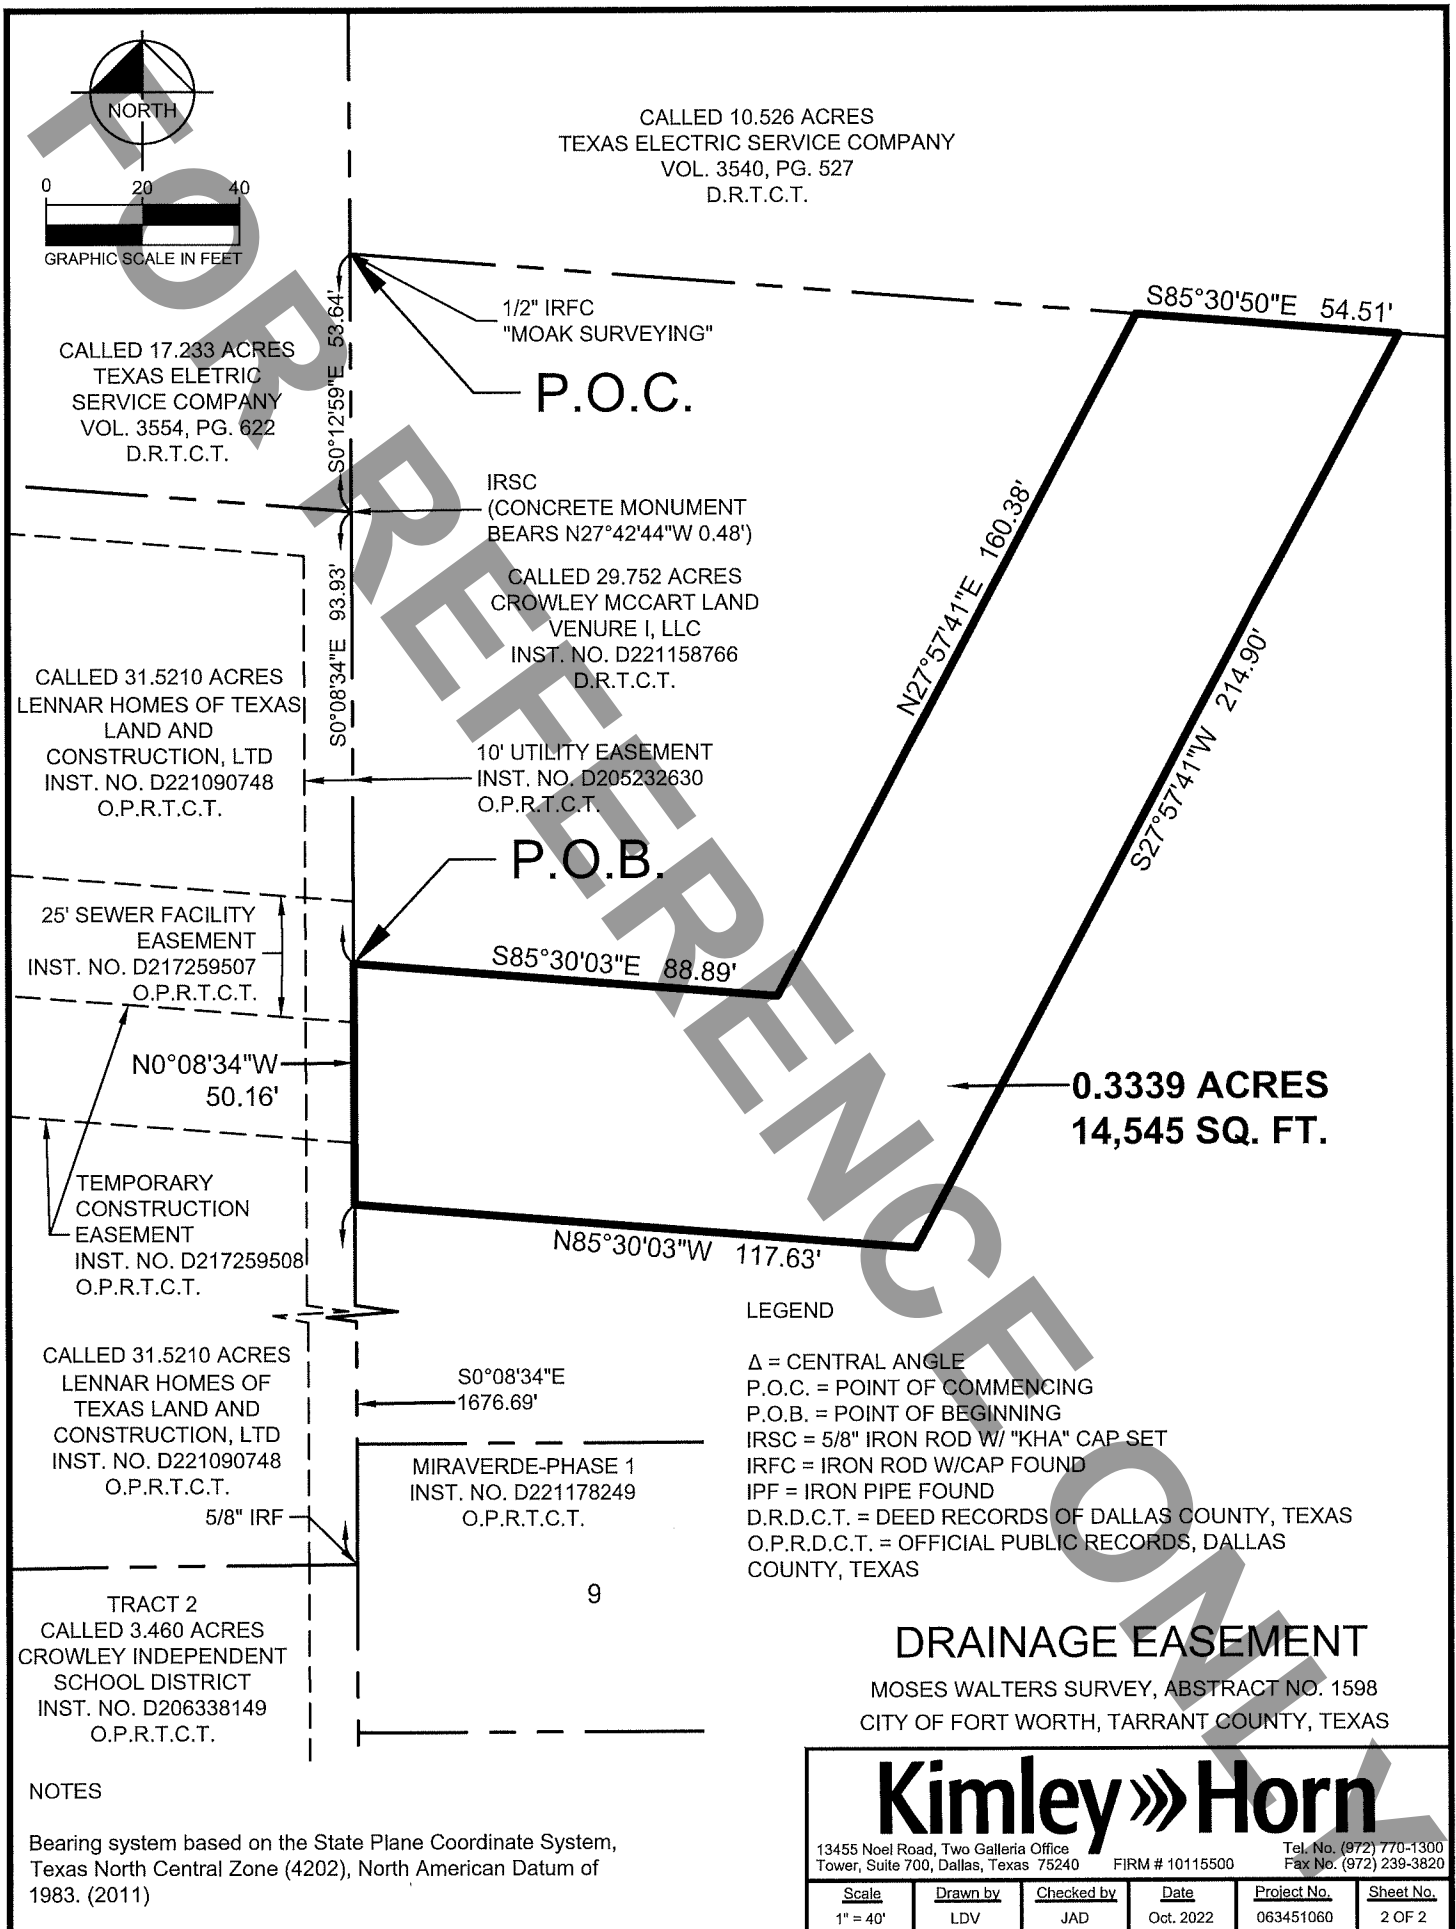 NORTH
0 20 40
GRAPHIC SCALE IN FEET
CALLED 10.526 ACRES
TEXAS ELECTRIC SERVICE COMPANY
VOL. 3540, PG. 527
D.R.T.C.T.
S85°30'50"E 54.51'
1/2" IRFC
"MOAK SURVEYING"
P.O.C.
S0°12'59"E 53.64'
CALLED 17.233 ACRES
TEXAS ELETRIC
SERVICE COMPANY
VOL. 3554, PG. 622
D.R.T.C.T.
IRSC
(CONCRETE MONUMENT
BEARS N27°42'44"W 0.48')
CALLED 29.752 ACRES
CROWLEY MCCART LAND
VENURE I, LLC
INST. NO. D221158766
D.R.T.C.T.
S0°08'34"E 93.93'
N27°57'41"E 160.38'
S27°57'41"W 214.90'
CALLED 31.5210 ACRES
LENNAR HOMES OF TEXAS
LAND AND
CONSTRUCTION, LTD
INST. NO. D221090748
O.P.R.T.C.T.
10' UTILITY EASEMENT
INST. NO. D205232630
O.P.R.T.C.T.
P.O.B.
25' SEWER FACILITY
EASEMENT
INST. NO. D217259507
O.P.R.T.C.T.
S85°30'03"E 88.89'
N0°08'34"W
50.16'
0.3339 ACRES
14,545 SQ. FT.
TEMPORARY
CONSTRUCTION
EASEMENT
INST. NO. D217259508
O.P.R.T.C.T.
N85°30'03"W 117.63'
CALLED 31.5210 ACRES
LENNAR HOMES OF
TEXAS LAND AND
CONSTRUCTION, LTD
INST. NO. D221090748
O.P.R.T.C.T.
S0°08'34"E
1676.69'
MIRAVERDE-PHASE 1
INST. NO. D221178249
O.P.R.T.C.T.
5/8" IRF
9
TRACT 2
CALLED 3.460 ACRES
CROWLEY INDEPENDENT
SCHOOL DISTRICT
INST. NO. D206338149
O.P.R.T.C.T.
LEGEND
Δ = CENTRAL ANGLE
P.O.C. = POINT OF COMMENCING
P.O.B. = POINT OF BEGINNING
IRSC = 5/8" IRON ROD W/ "KHA" CAP SET
IRFC = IRON ROD W/CAP FOUND
IPF = IRON PIPE FOUND
D.R.D.C.T. = DEED RECORDS OF DALLAS COUNTY, TEXAS
O.P.R.D.C.T. = OFFICIAL PUBLIC RECORDS, DALLAS
COUNTY, TEXAS
DRAINAGE EASEMENT
MOSES WALTERS SURVEY, ABSTRACT NO. 1598
CITY OF FORT WORTH, TARRANT COUNTY, TEXAS
NOTES
Bearing system based on the State Plane Coordinate System,
Texas North Central Zone (4202), North American Datum of
1983. (2011)
Kimley»Horn
13455 Noel Road, Two Galleria Office
Tower, Suite 700, Dallas, Texas 75240
FIRM # 10115500
Tel. No. (972) 770-1300
Fax No. (972) 239-3820
Scale Drawn by Checked by Date Project No. Sheet No.
1" = 40' LDV JAD Oct. 2022 063451060 2 OF 2
FOR REFERENCE ONLY